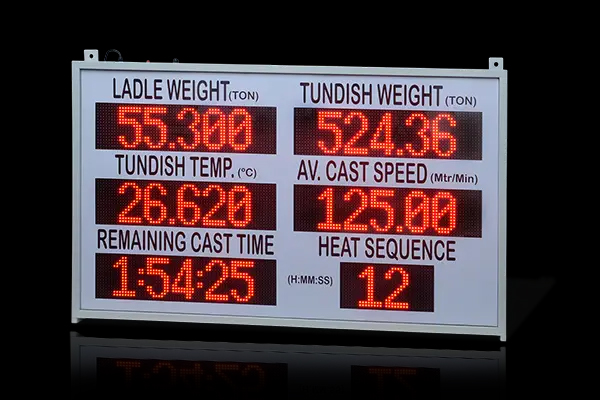 LADLE WEIGHT(TON)
55.300
TUNDISH WEIGHT (TON)
524.36
TUNDISH TEMP. (°C)
26.620
AV. CAST SPEED (Mtr/Min)
125.00
REMAINING CAST TIME
1:54:25 (H:MM:SS)
HEAT SEQUENCE
12